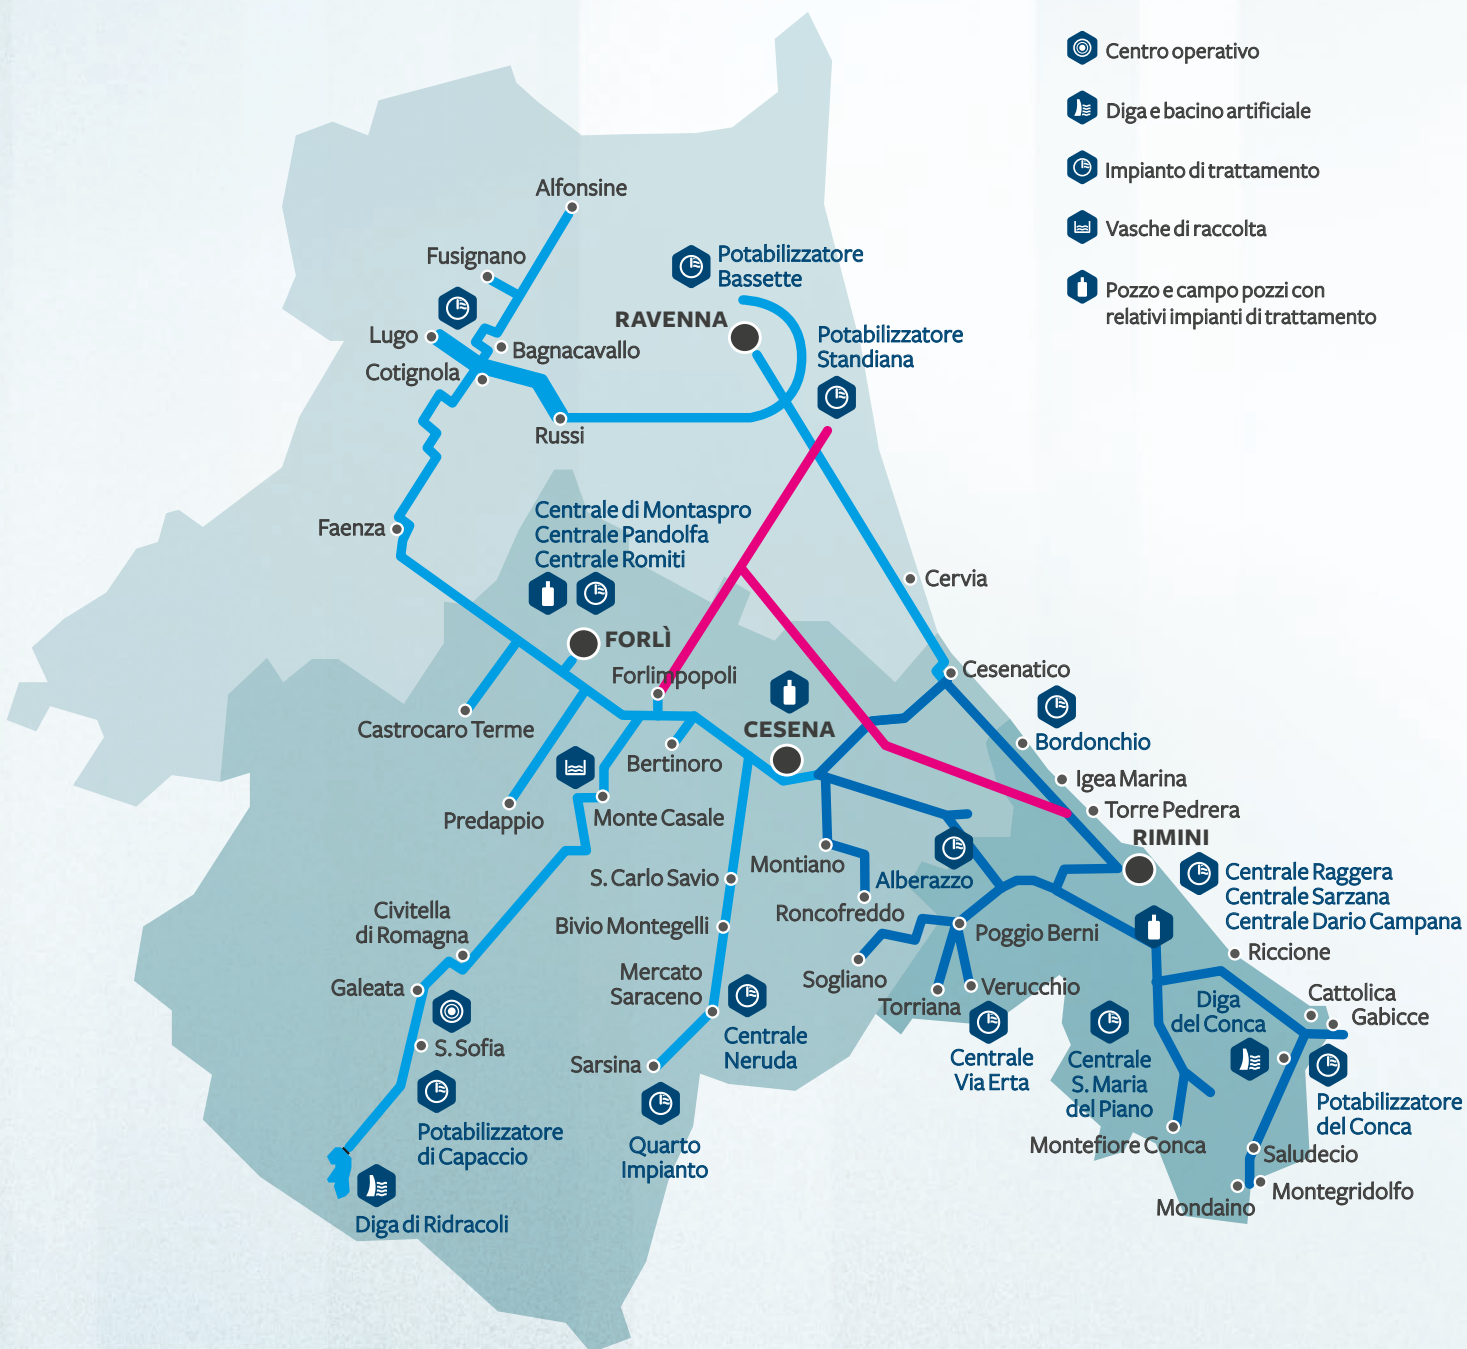 Centro operativo
Diga e bacino artificiale
Impianto di trattamento
Vasche di raccolta
Pozzo e campo pozzi con
relativi impianti di trattamento
Alfonsine
Fusignano
Potabilizzatore
Bassette
RAVENNA
Lugo
Bagnacavallo
Potabilizzatore
Standiana
Cotignola
Russi
Centrale di Montaspro
Centrale Pandolfa
Centrale Romiti
Faenza
Cervia
FORLÌ
Forlimpopoli
Cesenatico
Castrocaro Terme
CESENA
Bordonchio
Bertinoro
Igea Marina
Predappio
Monte Casale
Torre Pedrera
RIMINI
Montiano
Alberazzo
Centrale Raggera
Centrale Sarzana
Centrale Dario Campana
S. Carlo Savio
Roncofreddo
Civitella
di Romagna
Bivio Montegelli
Poggio Berni
Riccione
Galeata
Mercato
Saraceno
Sogliano
Torriana
Verucchio
Diga
del Conca
Cattolica
Gabicce
S. Sofia
Centrale
Neruda
Sarsina
Centrale
Via Erta
Centrale
S. Maria
del Piano
Potabilizzatore
del Conca
Potabilizzatore
di Capaccio
Quarto
Impianto
Montefiore Conca
Saludecio
Montegridolfo
Mondaino
Diga di Ridracoli